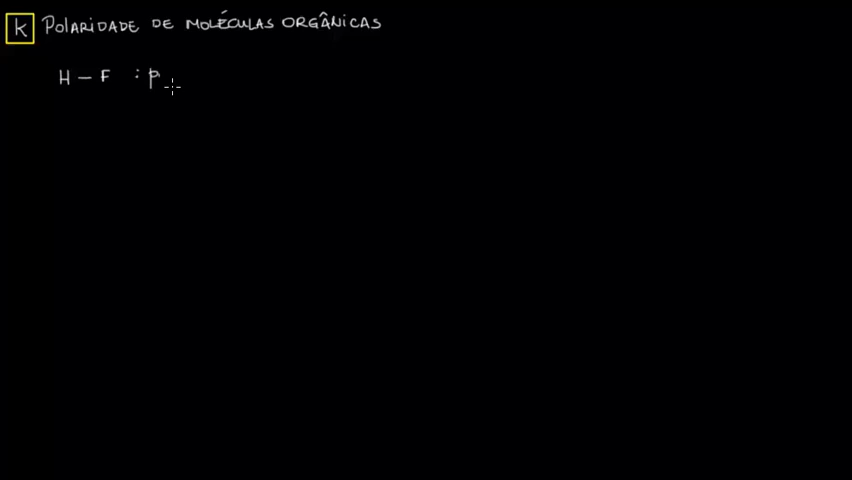 K POLARIDADE DE MOLÉCULAS ORGÂNICAS
H – F : p